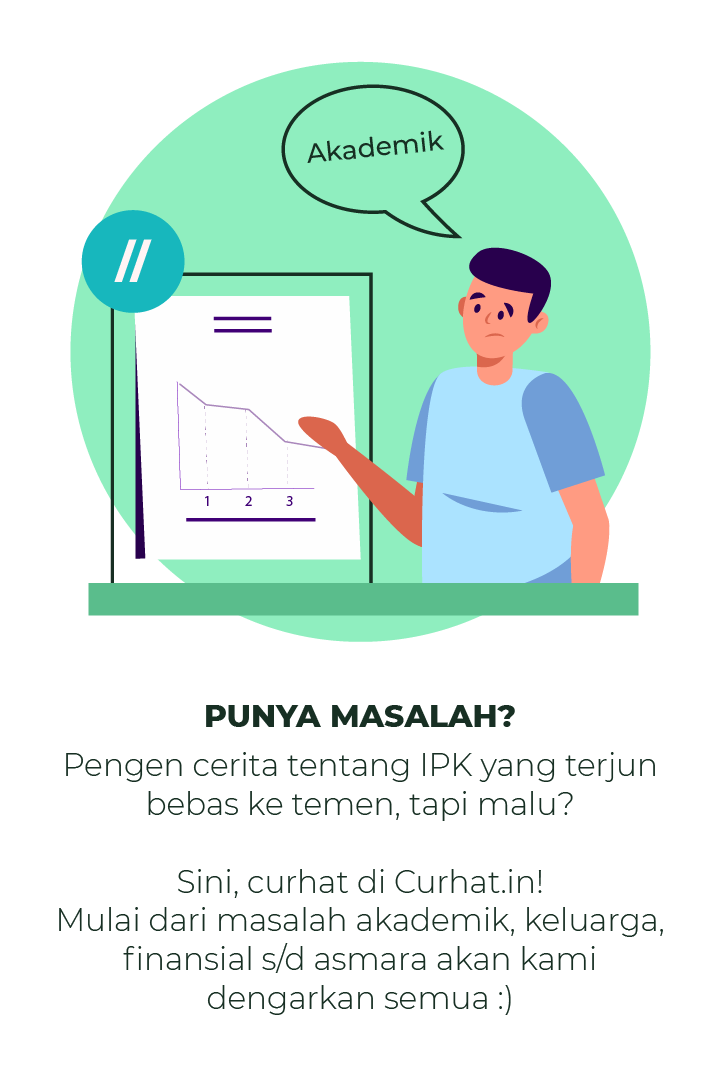 Akademik
//
1 2 3
PUNYA MASALAH?
Pengen cerita tentang IPK yang terjun
bebas ke temen, tapi malu?
Sini, curhat di Curhat.in!
Mulai dari masalah akademik, keluarga,
finansial s/d asmara akan kami
dengarkan semua :)